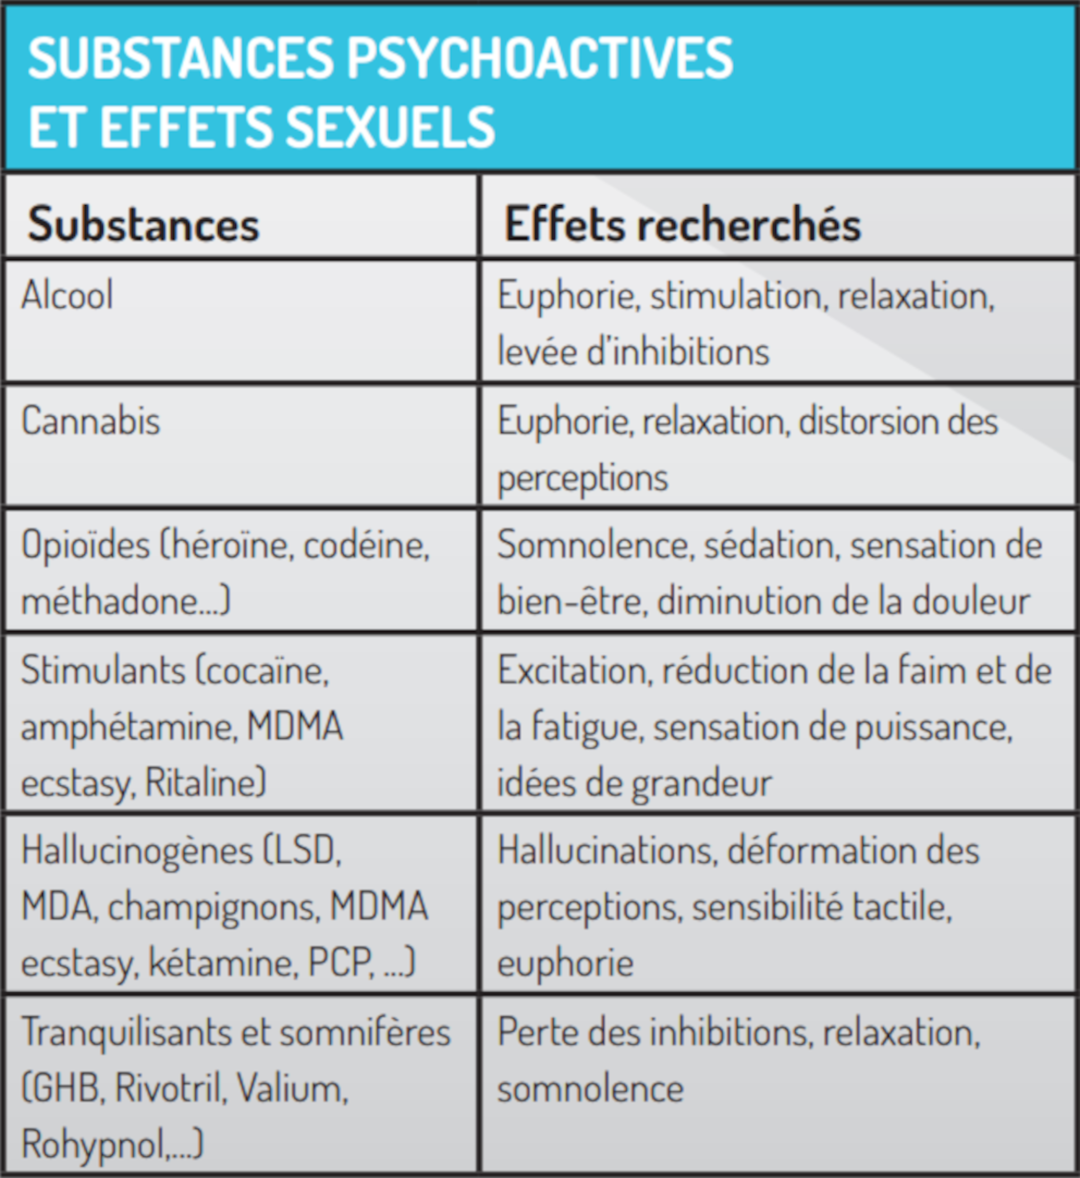 SUBSTANCES PSYCHOACTIVES
ET EFFETS SEXUELS
Substances
Effets recherchés
Alcool
Euphorie, stimulation, relaxation,
levée d'inhibitions
Cannabis
Euphorie, relaxation, distorsion des
perceptions
Opioïdes (héroïne, codéine,
méthadone...)
Somnolence, sédation, sensation de
bien-être, diminution de la douleur
Stimulants (cocaïne,
amphétamine, MDMA
ecstasy, Ritaline)
Excitation, réduction de la faim et de
la fatigue, sensation de puissance,
idées de grandeur
Hallucinogènes (LSD,
MDA, champignons, MDMA
ecstasy, kétamine, PCP, ...)
Hallucinations, déformation des
perceptions, sensibilité tactile,
euphorie
Tranquilisants et somnifères
(GHB, Rivotril, Valium,
Rohypnol,...)
Perte des inhibitions, relaxation,
somnolence